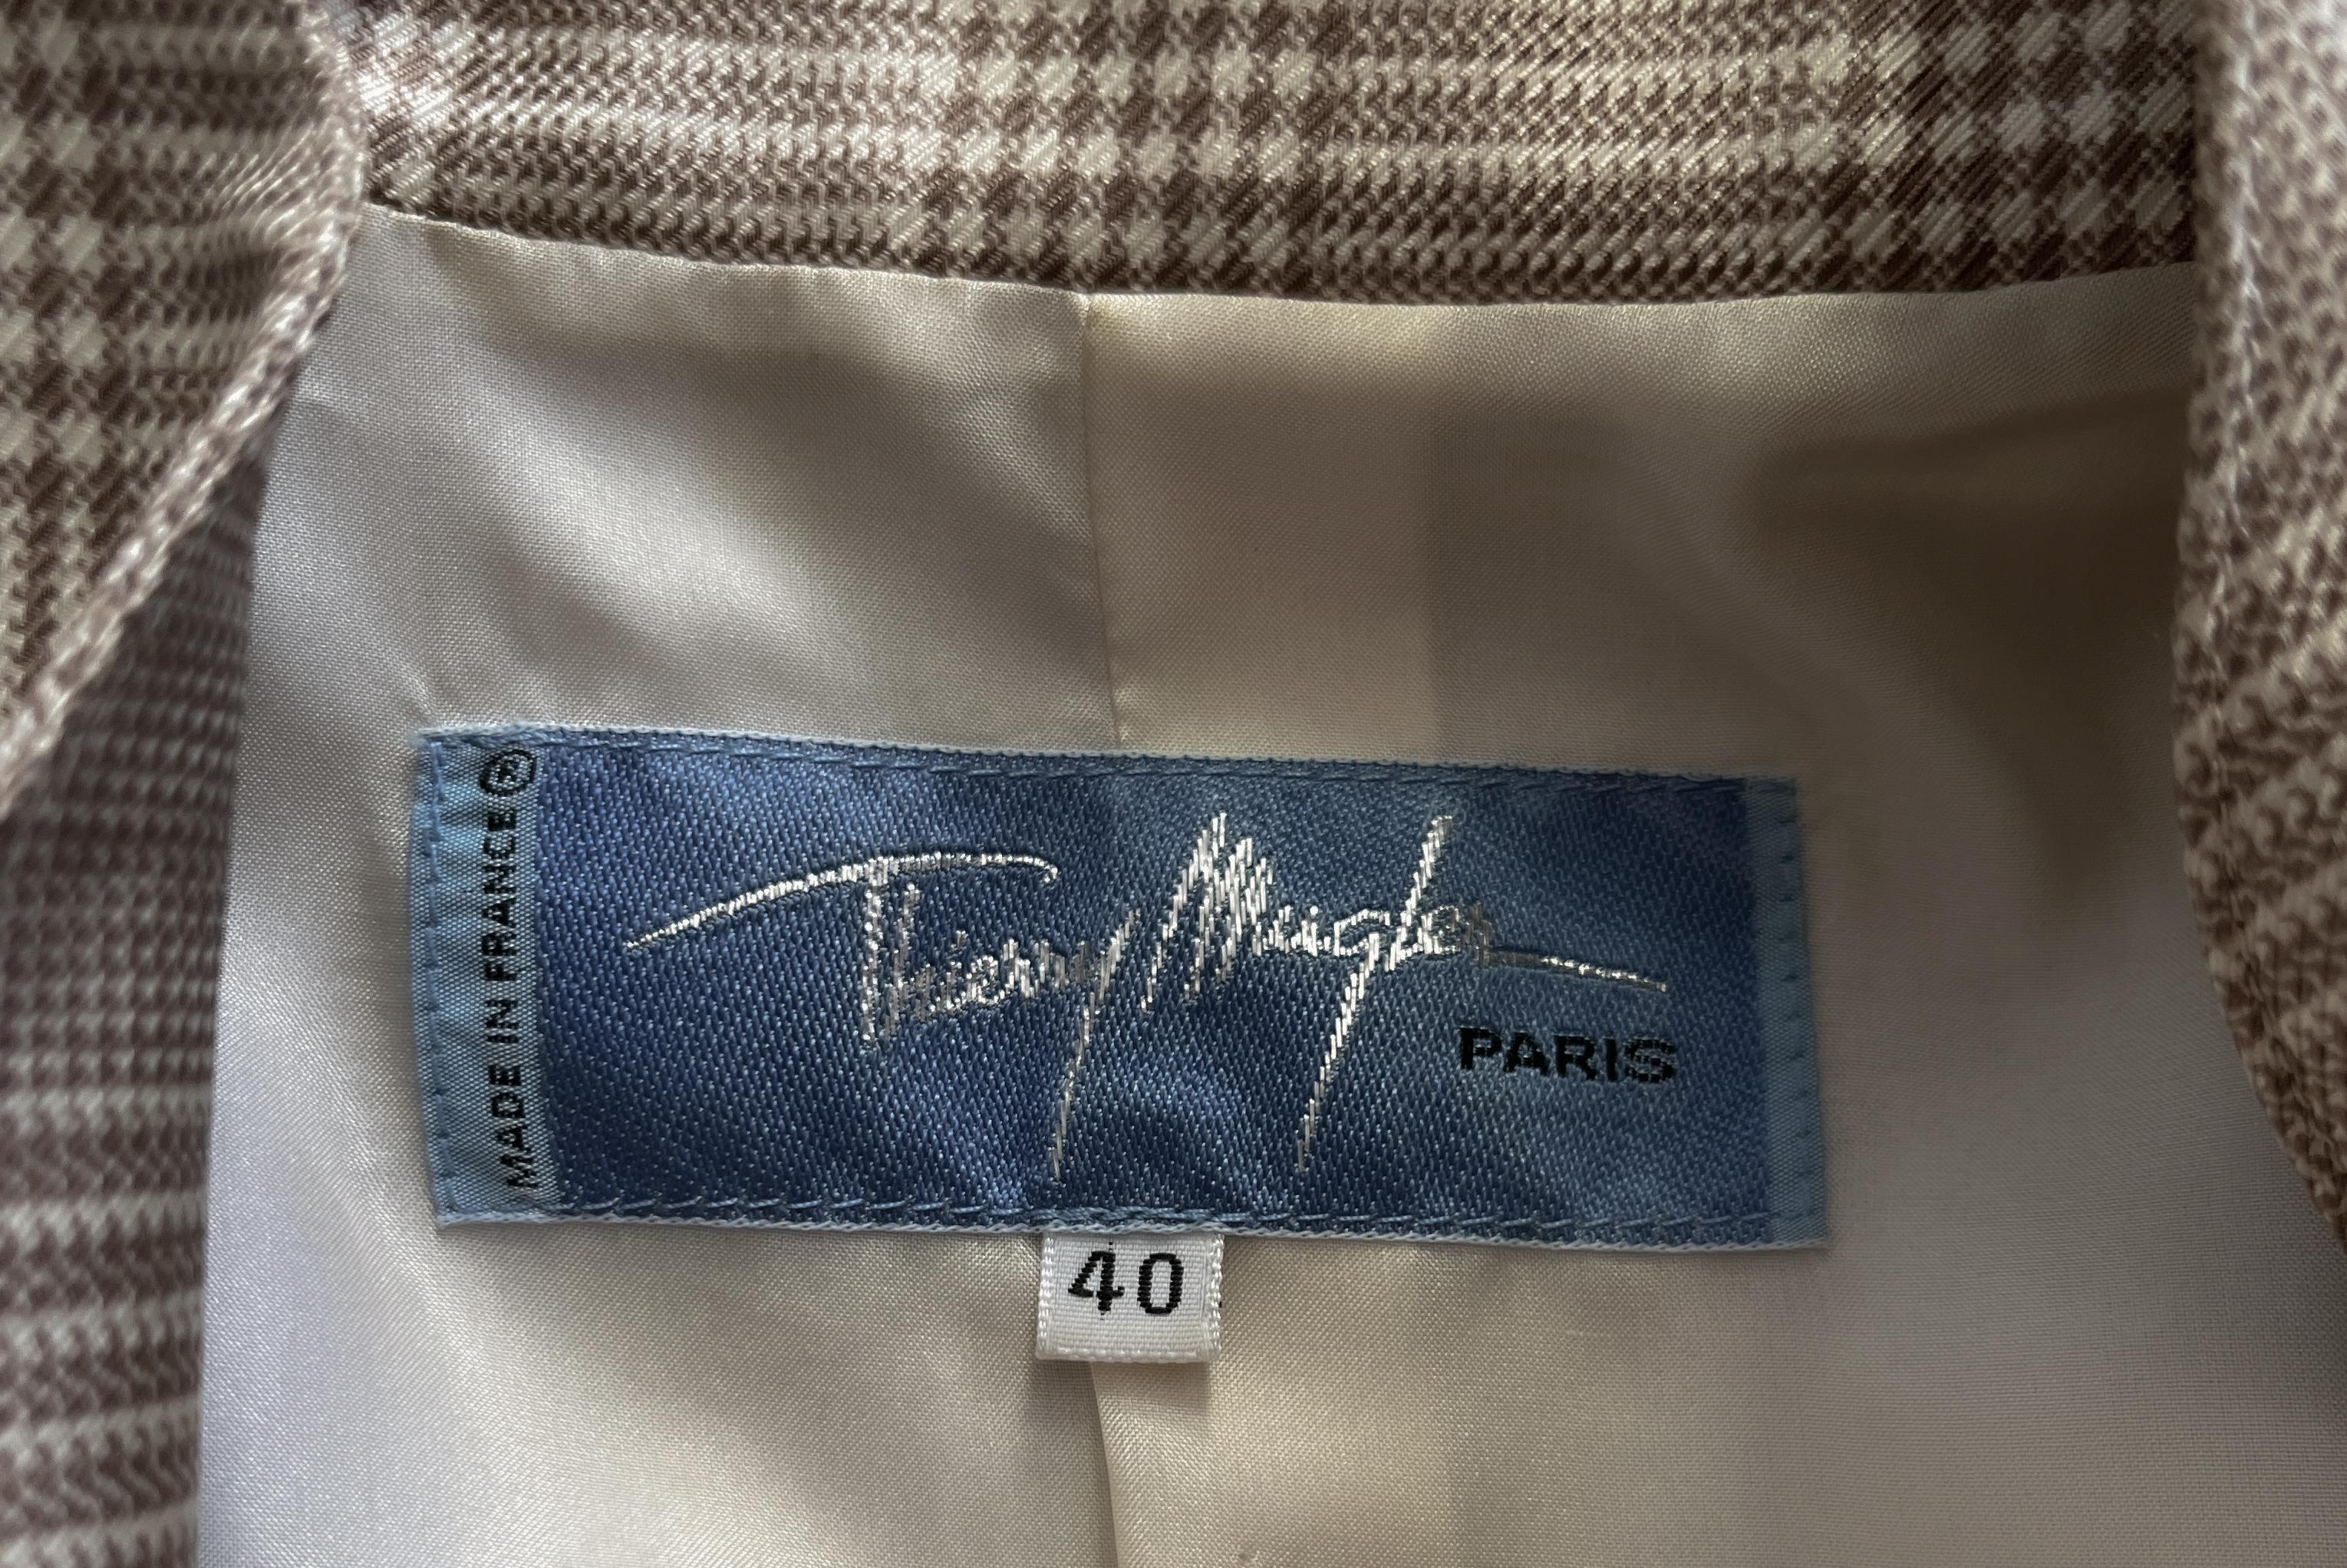 MADE IN FRANCE ®
Thierry Mugler
PARIS
40